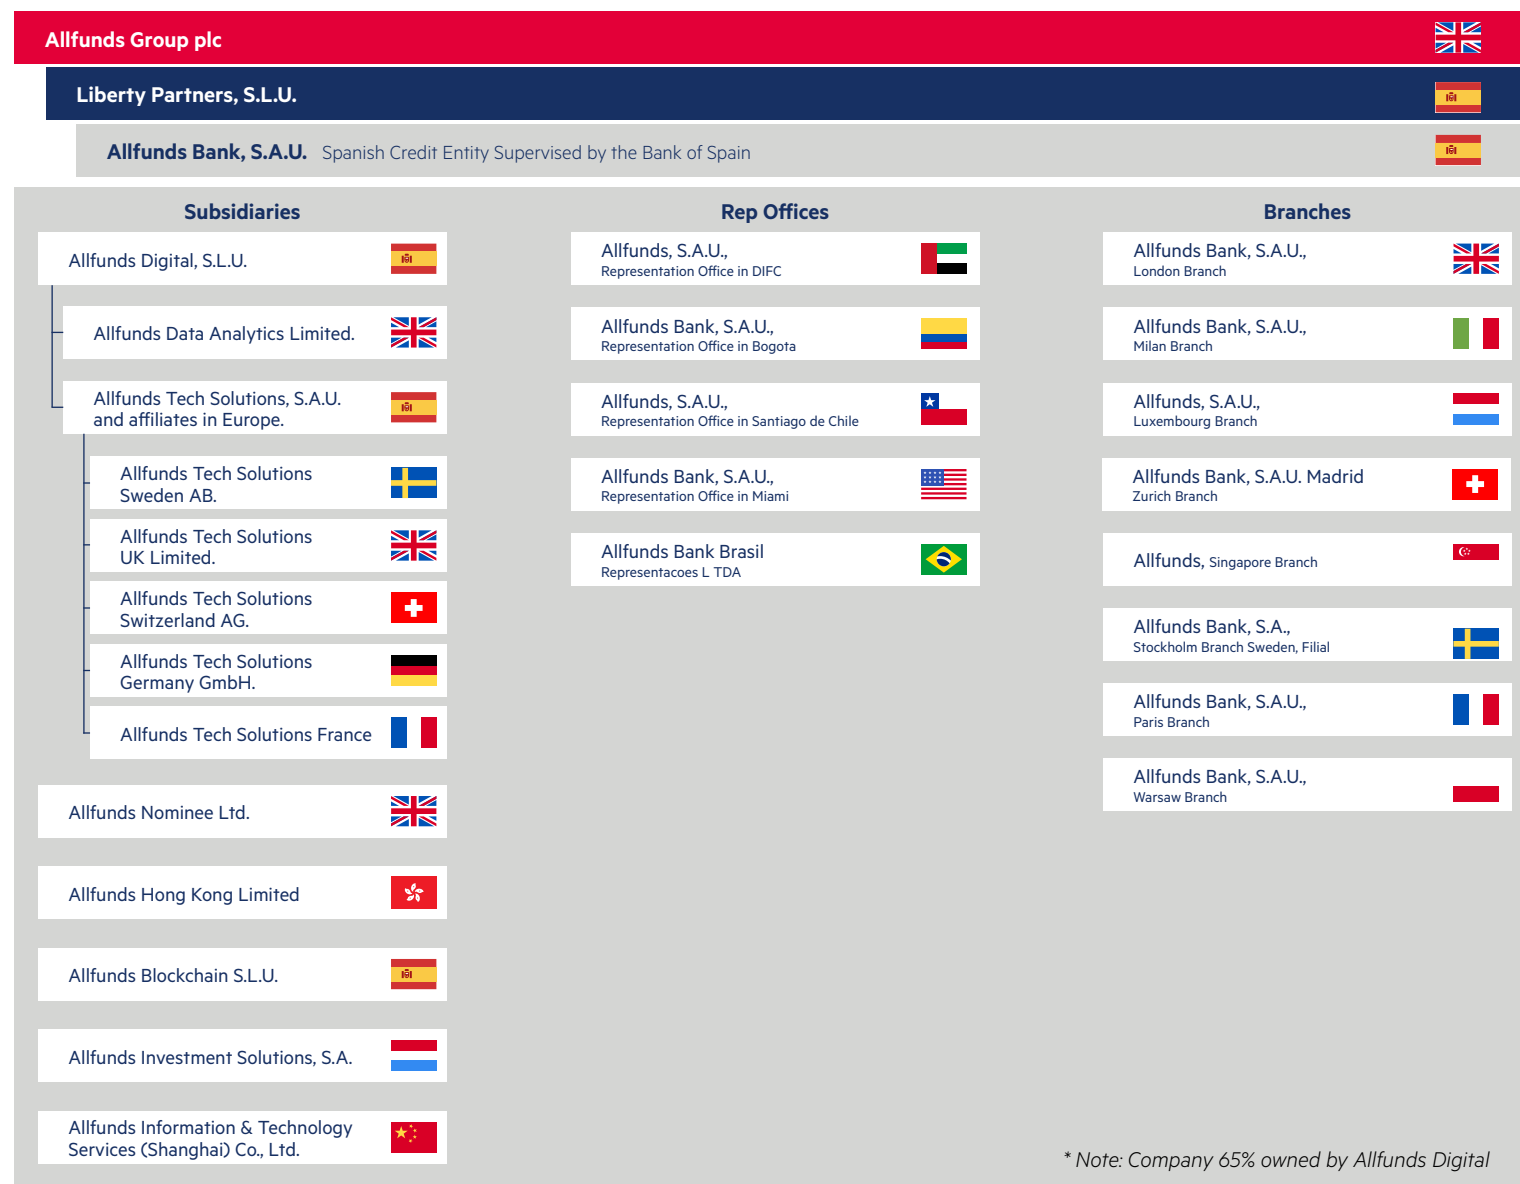 Allfunds Group plc
Liberty Partners, S.L.U.
Allfunds Bank, S.A.U. Spanish Credit Entity Supervised by the Bank of Spain
Subsidiaries
Allfunds Digital, S.L.U.
Allfunds Data Analytics Limited.
Allfunds Tech Solutions, S.A.U.
and affiliates in Europe.
Allfunds Tech Solutions
Sweden AB.
Allfunds Tech Solutions
UK Limited.
Allfunds Tech Solutions
Switzerland AG.
Allfunds Tech Solutions
Germany GmbH.
Allfunds Tech Solutions France
Allfunds Nominee Ltd.
Allfunds Hong Kong Limited
Allfunds Blockchain S.L.U.
Allfunds Investment Solutions, S.A.
Allfunds Information & Technology
Services (Shanghai) Co., Ltd.
Rep Offices
Allfunds, S.A.U.,
Representation Office in DIFC
Allfunds Bank, S.A.U.,
Representation Office in Bogota
Allfunds, S.A.U.,
Representation Office in Santiago de Chile
Allfunds Bank, S.A.U.,
Representation Office in Miami
Allfunds Bank Brasil
Representacoes L TDA
Branches
Allfunds Bank, S.A.U.,
London Branch
Allfunds Bank, S.A.U.,
Milan Branch
Allfunds, S.A.U.,
Luxembourg Branch
Allfunds Bank, S.A.U. Madrid
Zurich Branch
Allfunds, Singapore Branch
Allfunds Bank, S.A.,
Stockholm Branch Sweden, Filial
Allfunds Bank, S.A.U.,
Paris Branch
Allfunds Bank, S.A.U.,
Warsaw Branch
* Note: Company 65% owned by Allfunds Digital